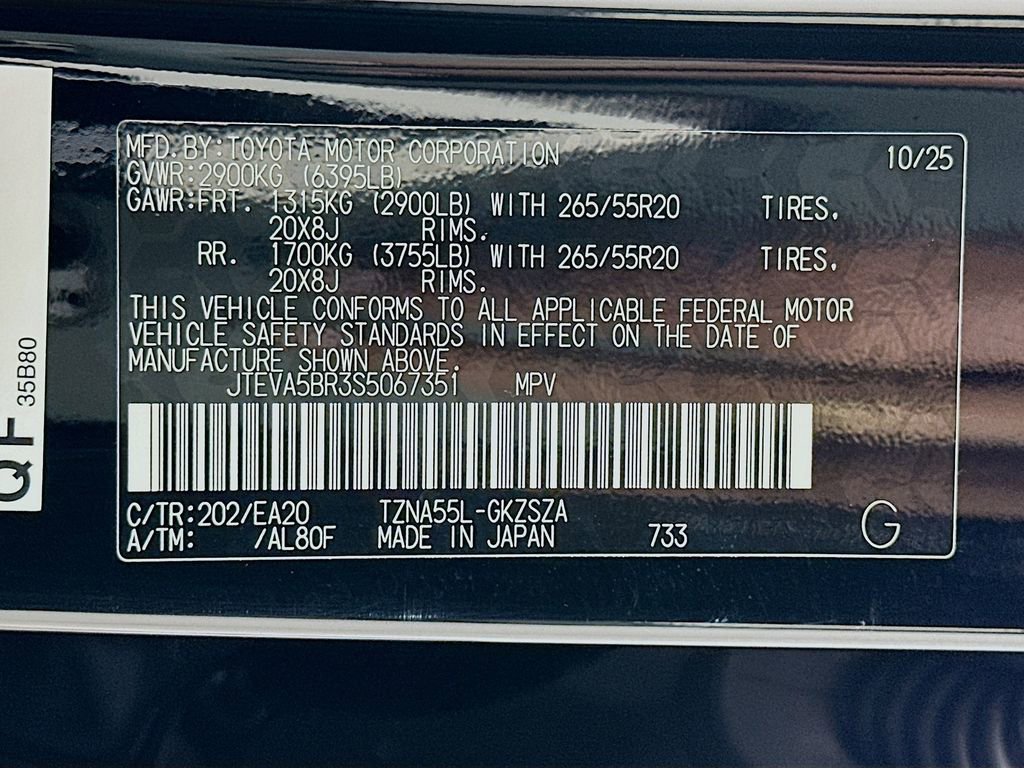 MFD.BY:TOYOTA MOTOR CORPORATION 10/25
GVWR:2900KG (6395LB)
GAWR:FRT. 1315KG (2900LB) WITH 265/55R20 TIRES,
20X8J RIMS.
RR. 1700KG (3755LB) WITH 265/55R20 TIRES,
20X8J RIMS.
THIS VEHICLE CONFORMS TO ALL APPLICABLE FEDERAL MOTOR
VEHICLE SAFETY STANDARDS IN EFFECT ON THE DATE OF
MANUFACTURE SHOWN ABOVE.
JTEVA5BR3S5067351 MPV
C/TR:202/EA20 TZNA55L-GKZSZA
A/TM: /AL80F MADE IN JAPAN 733 G
35B80